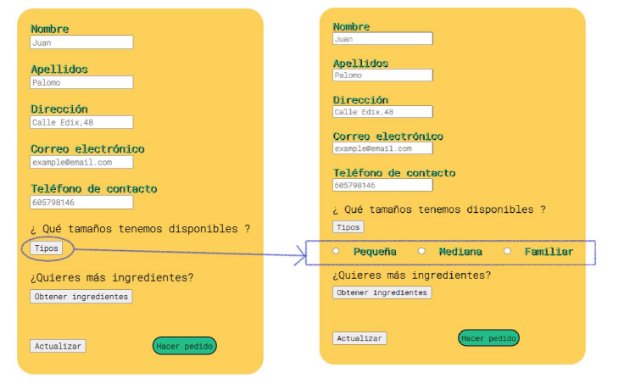 Nombre
Juan
Apellidos
Palomo
Dirección
Calle Edix,48
Correo electrónico
example@email.com
Teléfono de contacto
605798146
¿ Qué tamaños tenemos disponibles ?
Tipos
¿Quieres más ingredientes?
Obtener ingredientes
Actualizar
Hacer pedido
Nombre
Juan
Apellidos
Palomo
Dirección
Calle Edix,48
Correo electrónico
example@email.com
Teléfono de contacto
605798146
¿ Qué tamaños tenemos disponibles ?
Tipos
Pequeña Mediana Familiar
¿Quieres más ingredientes?
Obtener ingredientes
Actualizar
Hacer pedido